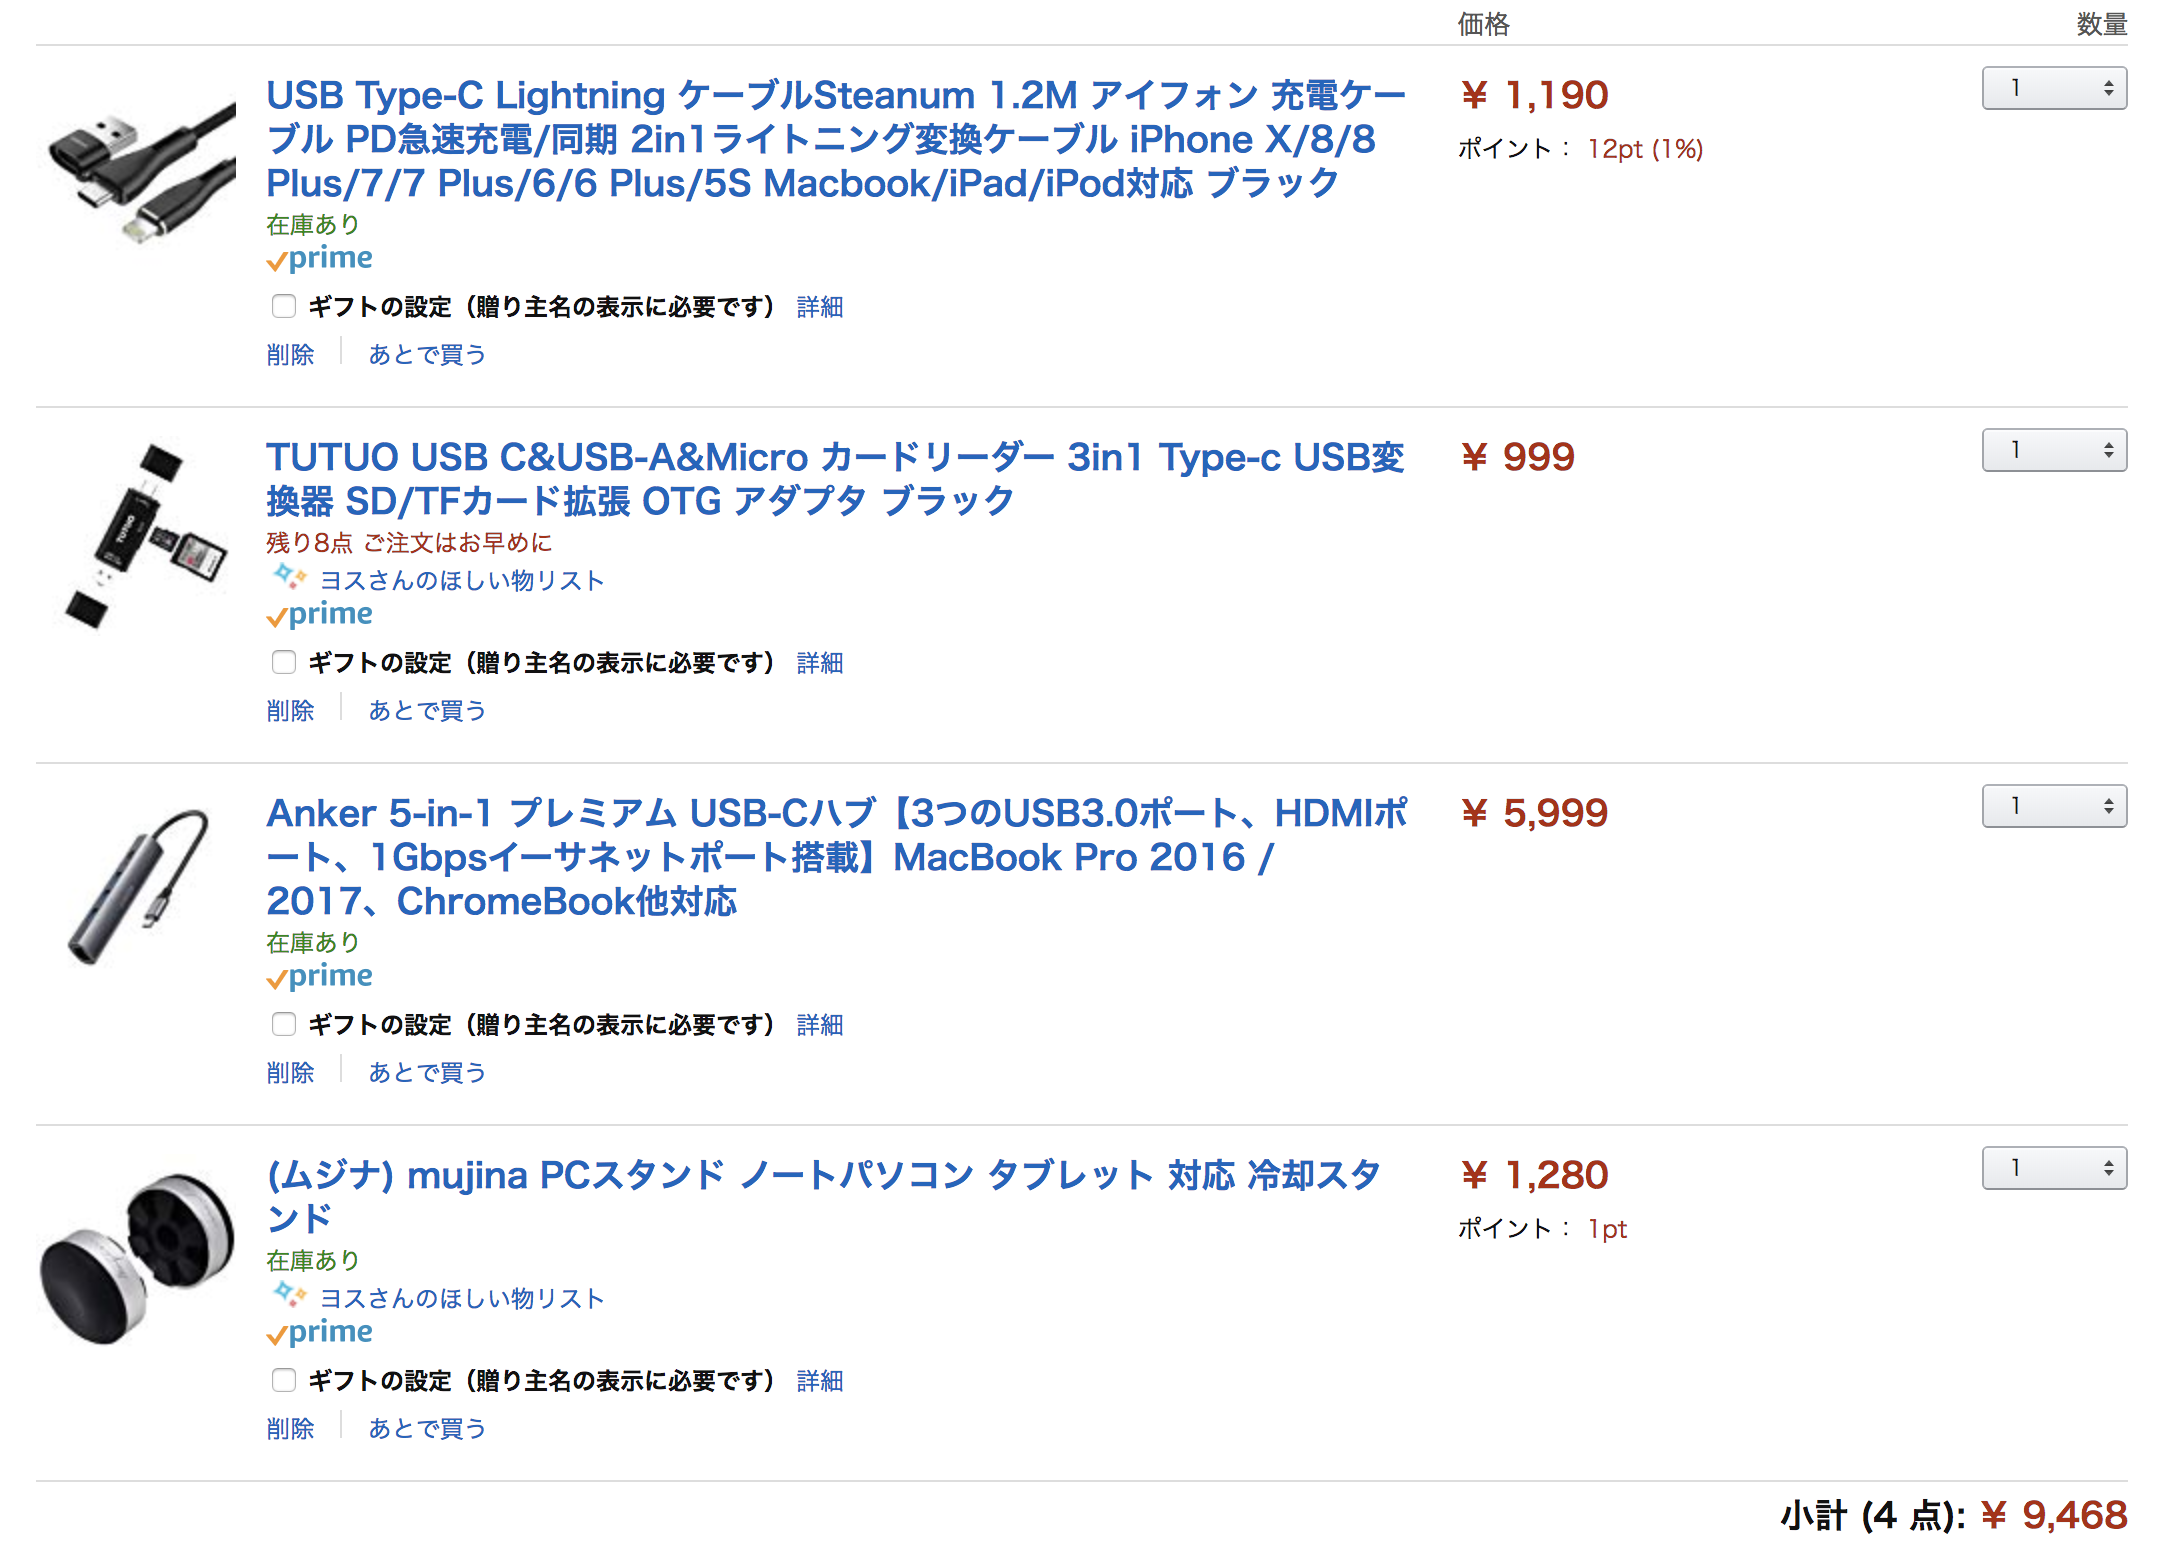 価格 数量
USB Type-C Lightning ケーブルSteanum 1.2M アイフォン 充電ケー
ブル PD急速充電/同期 2in1ライトニング変換ケーブル iPhone X/8/8
Plus/7/7 Plus/6/6 Plus/5S Macbook/iPad/iPod対応 ブラック
¥ 1,190
1
ポイント： 12pt (1%)
在庫あり
prime
ギフトの設定（贈り主名の表示に必要です） 詳細
削除 あとで買う
TUTUO USB C&USB-A&Micro カードリーダー 3in1 Type-c USB変
換器 SD/TFカード拡張 OTG アダプタ ブラック
¥ 999
1
TUTUO
残り8点 ご注文はお早めに
ヨスさんのほしい物リスト
prime
ギフトの設定（贈り主名の表示に必要です） 詳細
削除 あとで買う
Anker 5-in-1 プレミアム USB-Cハブ【3つのUSB3.0ポート、HDMIポ
ート、1Gbpsイーサネットポート搭載】MacBook Pro 2016 /
2017、ChromeBook他対応
¥ 5,999
1
在庫あり
prime
ギフトの設定（贈り主名の表示に必要です） 詳細
削除 あとで買う
(ムジナ) mujina PCスタンド ノートパソコン タブレット 対応 冷却スタ
ンド
¥ 1,280
1
ポイント： 1pt
在庫あり
ヨスさんのほしい物リスト
prime
ギフトの設定（贈り主名の表示に必要です） 詳細
削除 あとで買う
小計 (4 点): ¥ 9,468